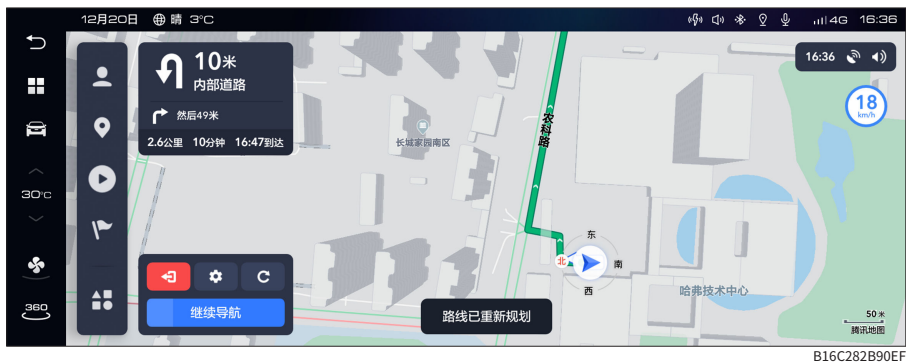 12月20日 晴 3°C
4G 16:36
10米
内部道路
然后49米
2.6公里 10分钟 16:47到达
16:36
18
km/h
长城家园南区
农科路
30°C
东
北
南
西
哈弗技术中心
360
继续导航
路线已重新规划
50米
腾讯地图
B16C282B90EF